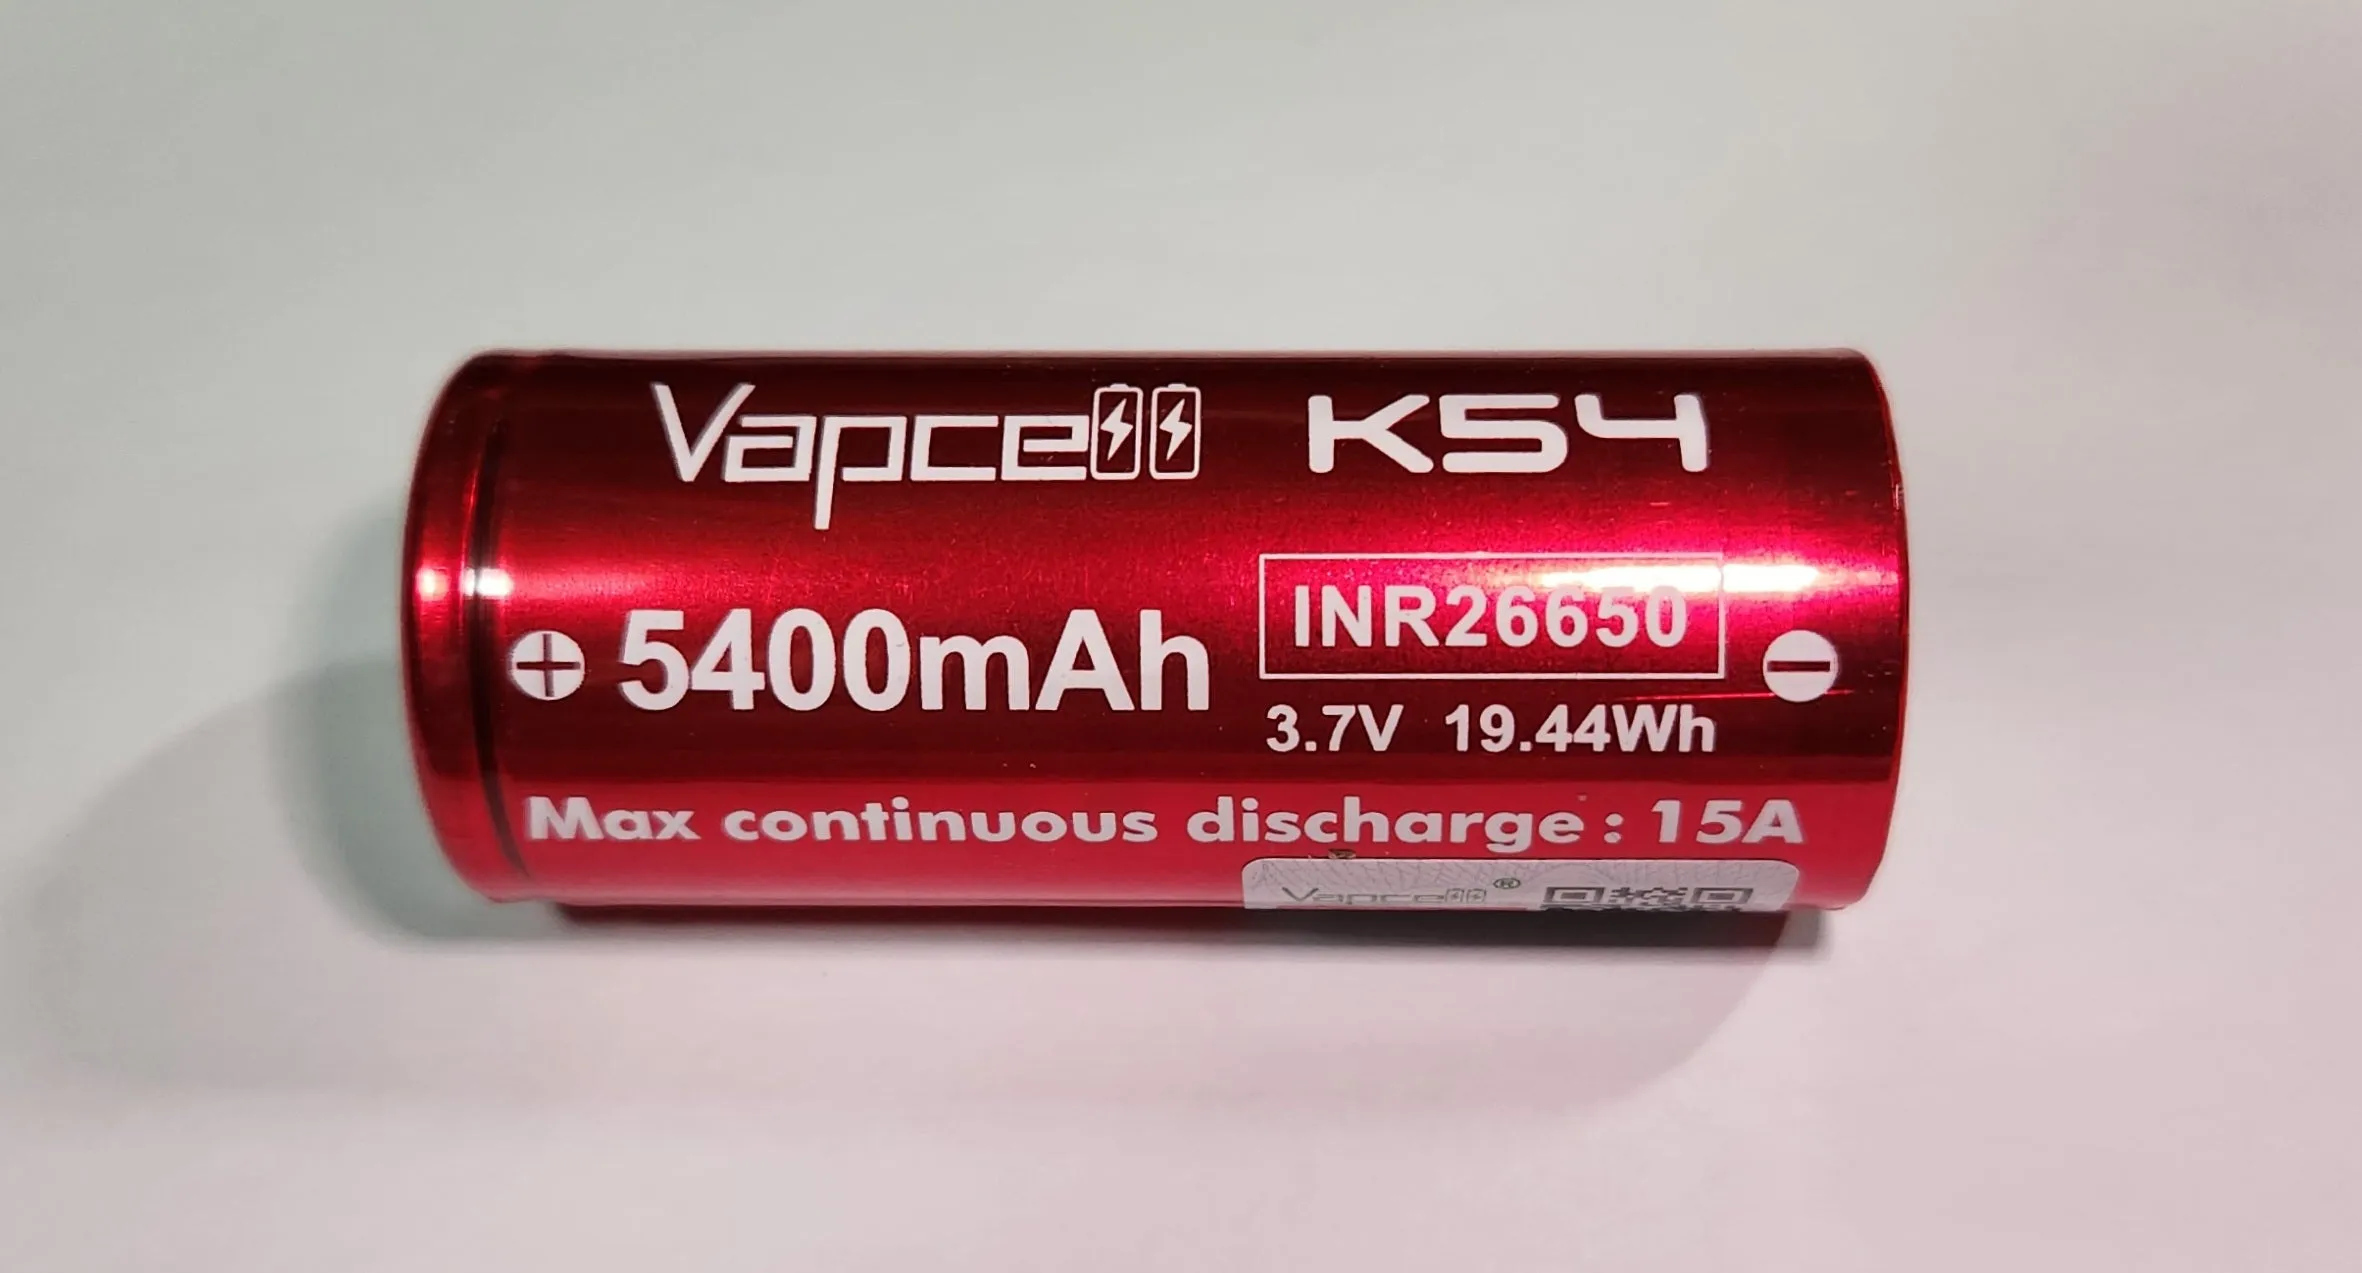 Vapcell K54
5400mAh
INR26650
3.7V 19.44Wh
Max continuous discharge : 15A
Vapcell®